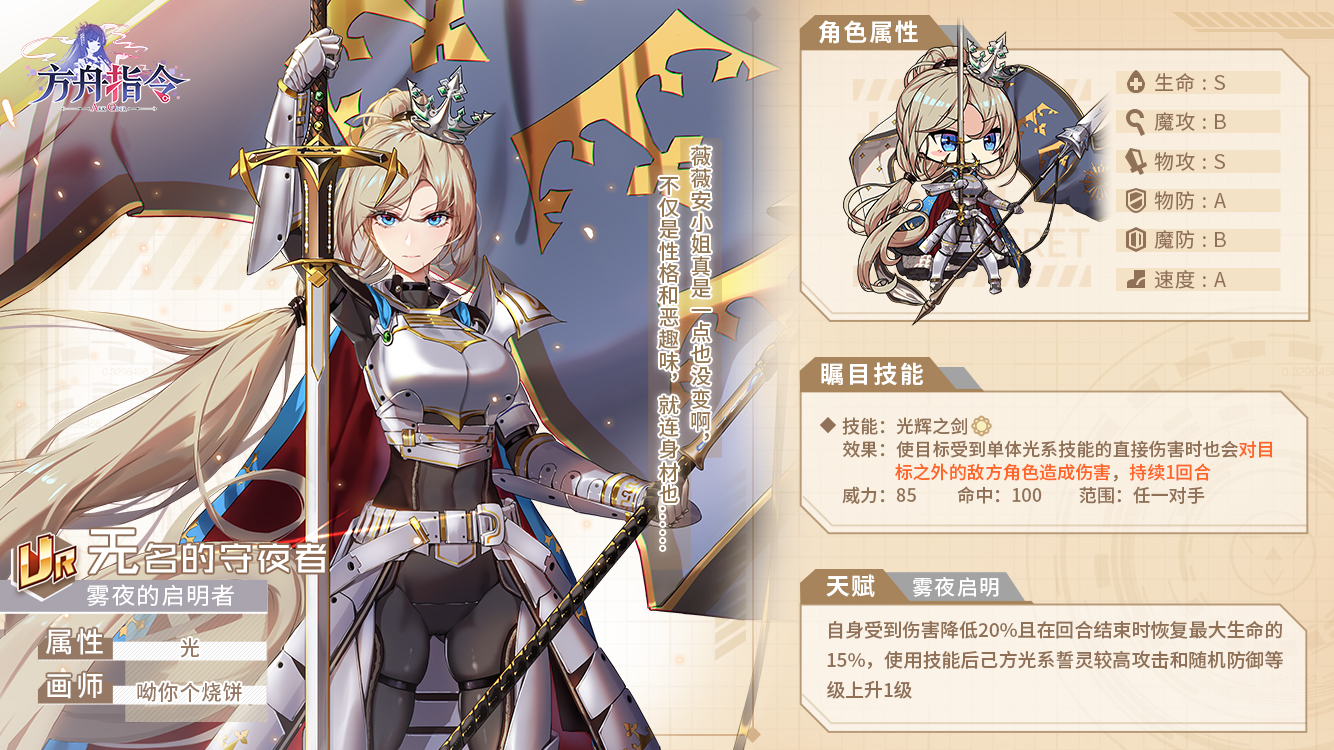 方舟指令
薇薇安小姐真是一点也没变啊，
不仅是性格和恶趣味，就连身材也……
UR
无名的守夜者
雾夜的启明者
属性 光
画师 呦你个烧饼
角色属性
生命：S
魔攻：B
物攻：S
物防：A
魔防：B
速度：A
瞩目技能
◆ 技能：光辉之剑
效果：使目标受到单体光系技能的直接伤害时也会对目
标之外的敌方角色造成伤害，持续1回合
威力：85 命中：100 范围：任一对手
天赋 雾夜启明
自身受到伤害降低20%且在回合结束时恢复最大生命的
15%，使用技能后己方光系誓灵较高攻击和随机防御等
级上升1级